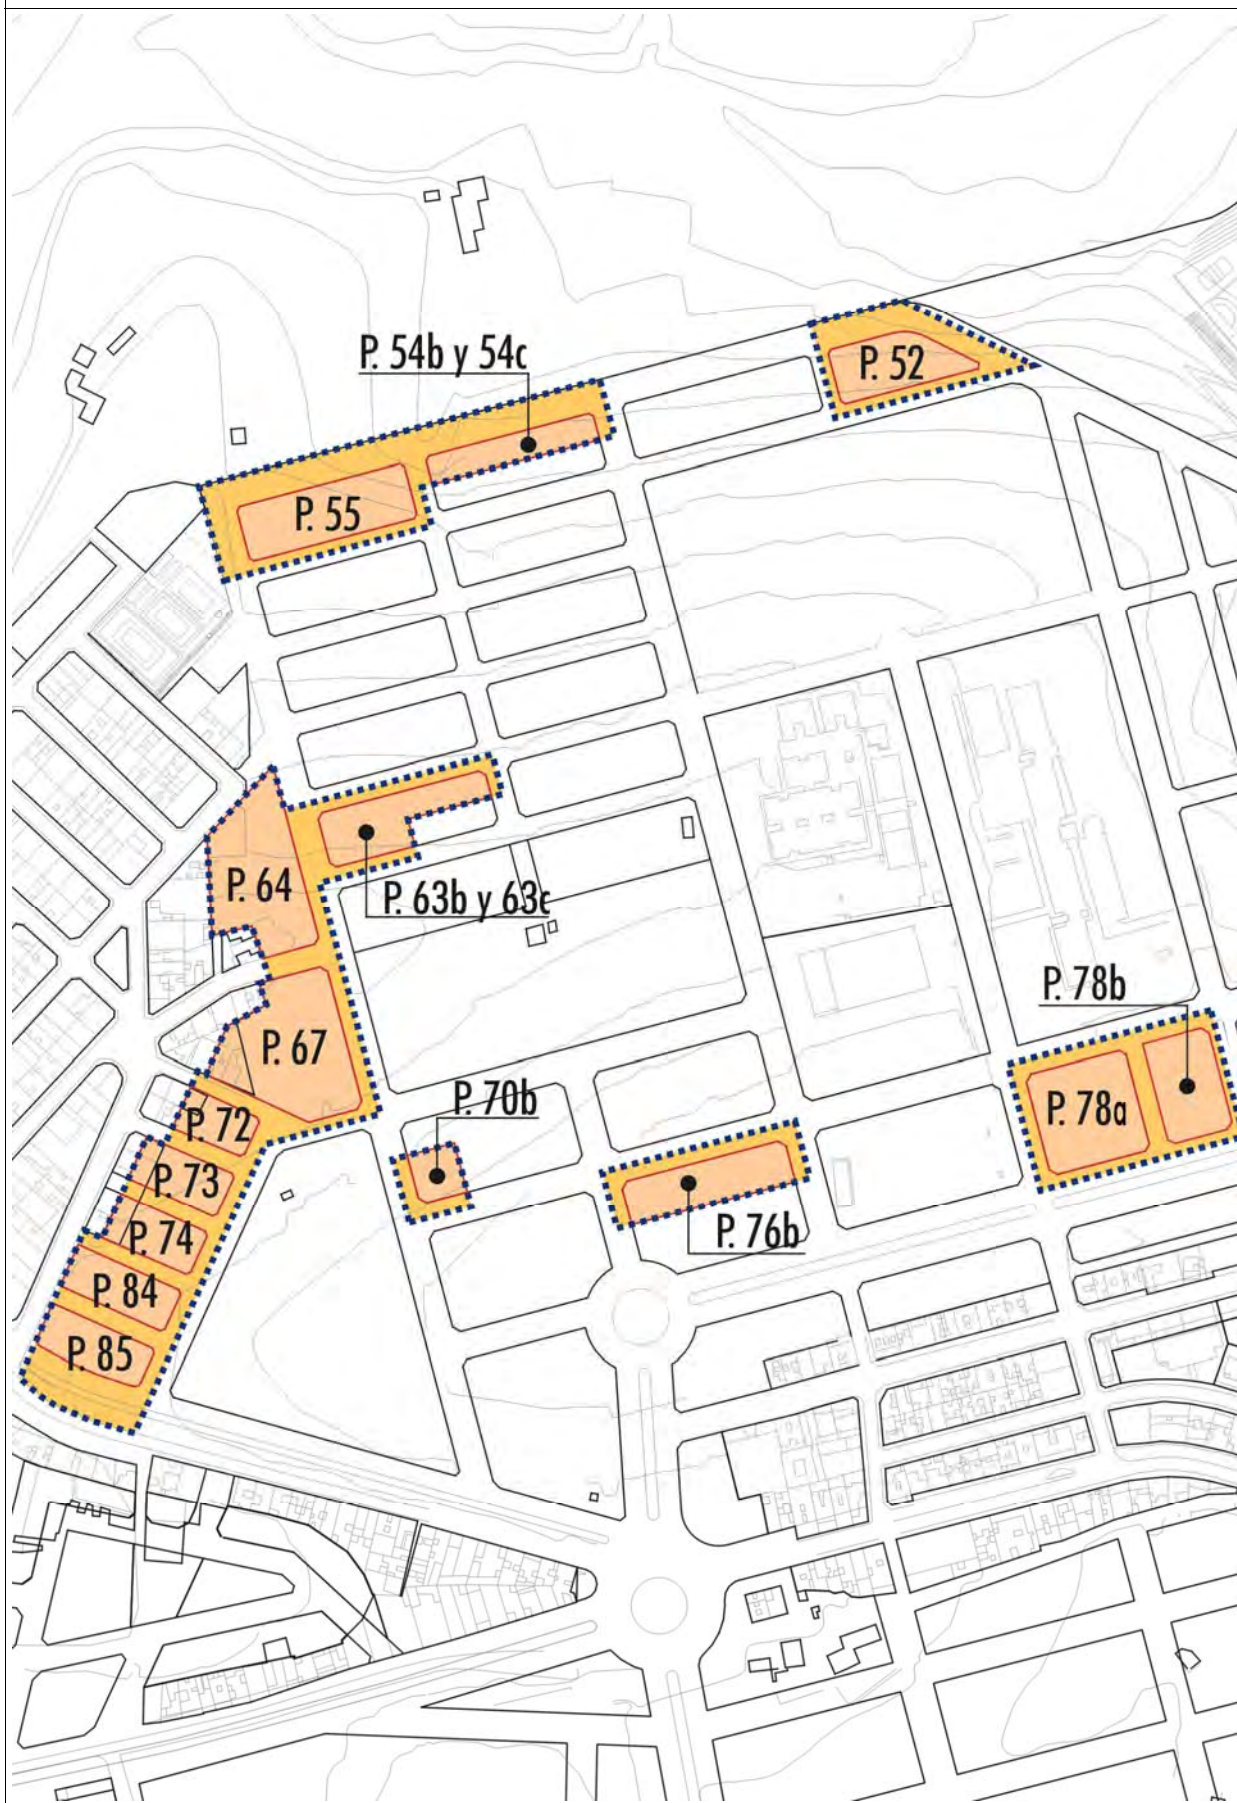 P. 54b y 54c
P. 52
P. 55
P. 64
P. 63b y 63c
P. 67
P. 78b
P. 78a
P. 70b
P. 72
P. 73
P. 74
P. 76b
P. 84
P. 85